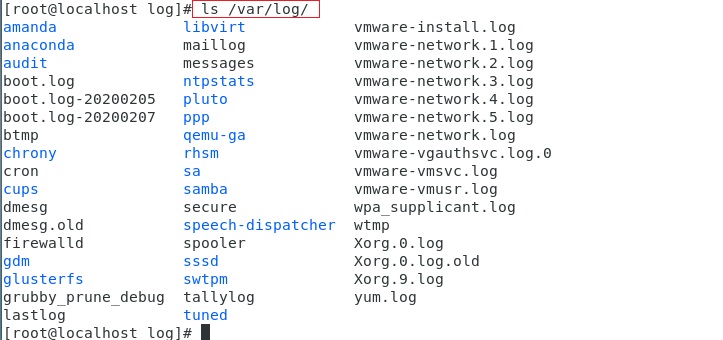 [root@localhost log]# ls /var/log/
amanda libvirt vmware-install.log
anaconda maillog vmware-network.1.log
audit messages vmware-network.2.log
boot.log ntpstats vmware-network.3.log
boot.log-20200205 pluto vmware-network.4.log
boot.log-20200207 ppp vmware-network.5.log
btmp qemu-ga vmware-network.log
chrony rhsm vmware-vgauthsvc.log.0
cron sa vmware-vmsvc.log
cups samba vmware-vmusr.log
dmesg secure wpa_supplicant.log
dmesg.old speech-dispatcher wtmp
firewalld spooler Xorg.0.log
gdm sssd Xorg.0.log.old
glusterfs swtpm Xorg.9.log
grubby_prune_debug tallylog yum.log
lastlog tuned
[root@localhost log]#